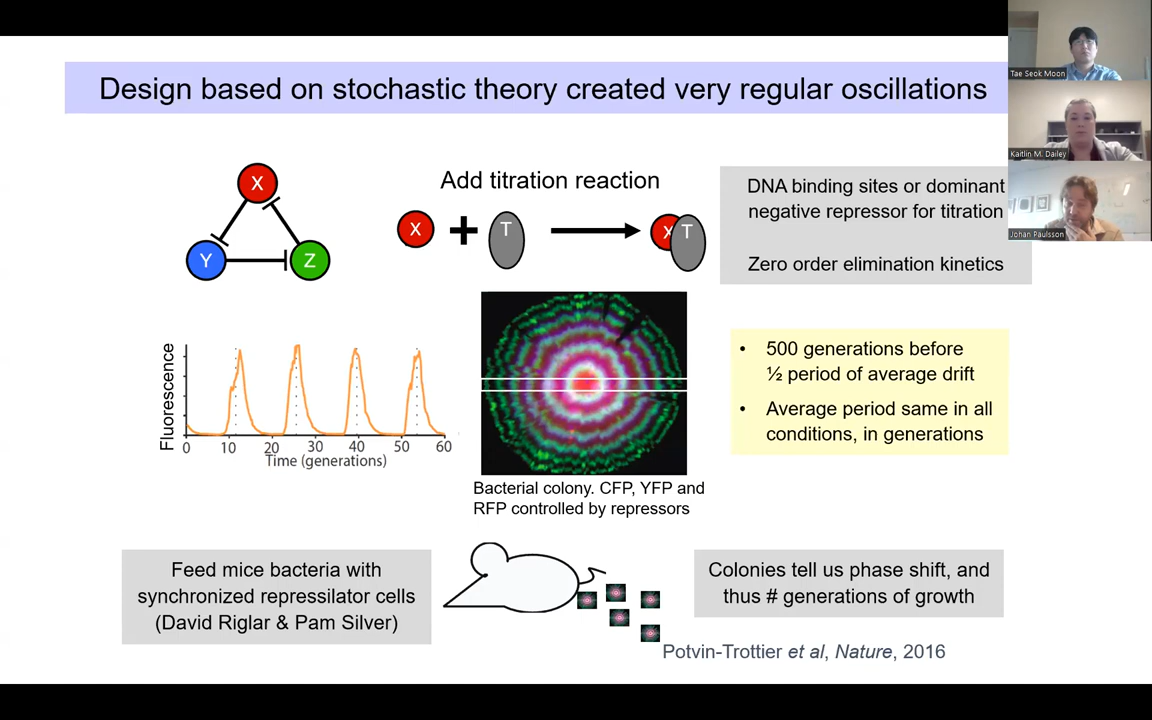 Design based on stochastic theory created very regular oscillations
Tae Seok Moon
Kaitlin M. Dailey
Johan Paulsson
X
Y
Z
Add titration reaction
X
T
X
T
DNA binding sites or dominant
negative repressor for titration
Zero order elimination kinetics
Fluorescence
0 10 20 30 40 50 60
Time (generations)
Bacterial colony. CFP, YFP and
RFP controlled by repressors
• 500 generations before
½ period of average drift
• Average period same in all
conditions, in generations
Feed mice bacteria with
synchronized repressilator cells
(David Riglar & Pam Silver)
Colonies tell us phase shift, and
thus # generations of growth
Potvin-Trottier et al, Nature, 2016